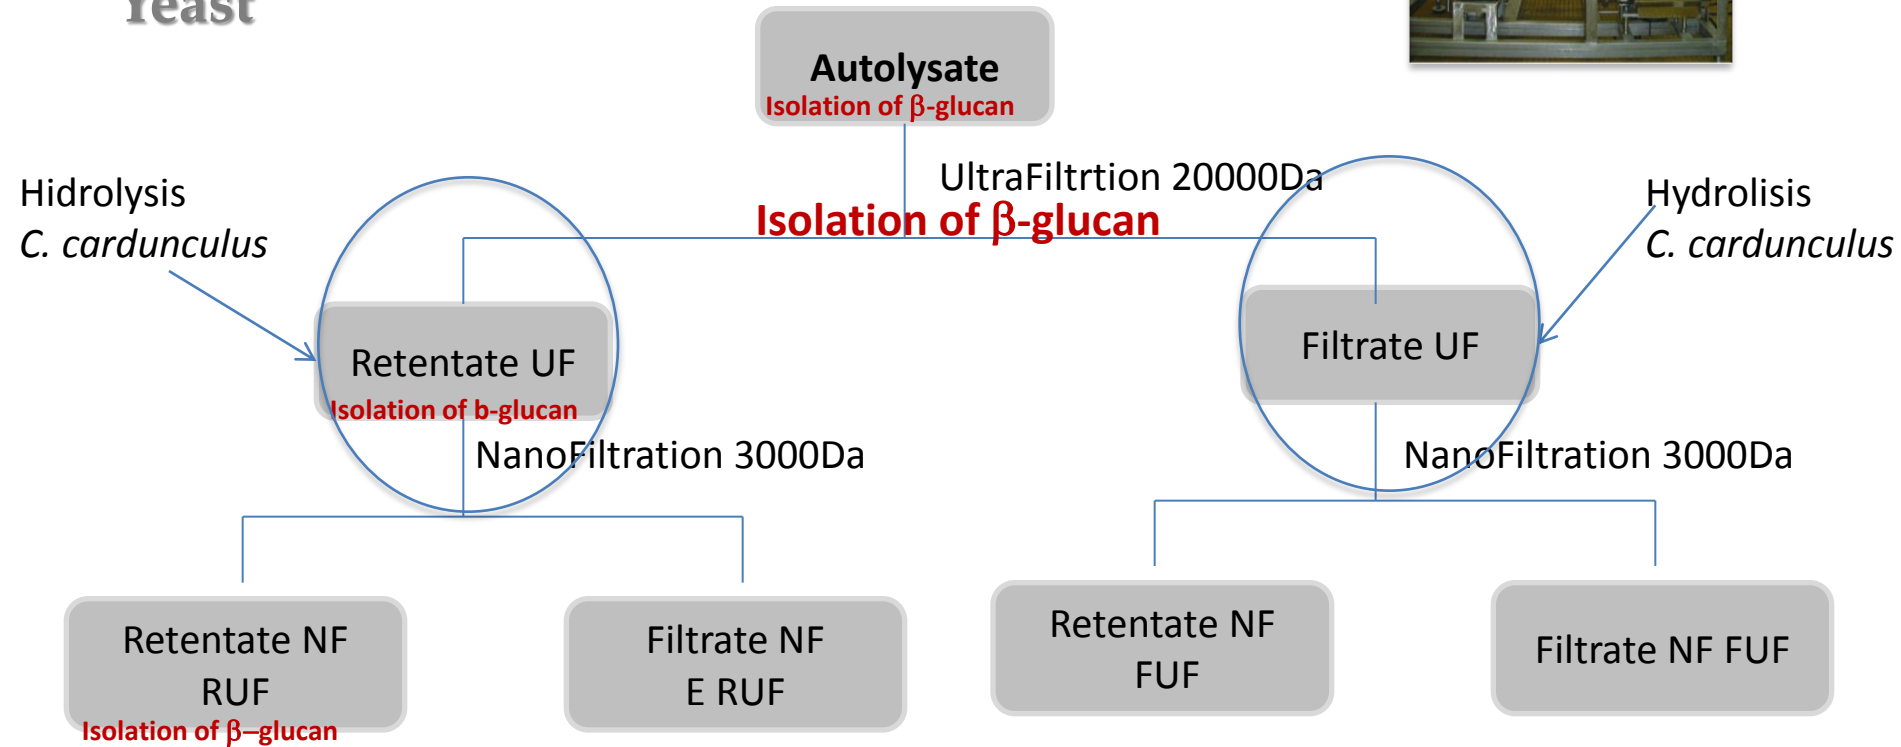 Yeast
Autolysate
Isolation of β-glucan
UltraFiltrtion 20000Da
Isolation of β-glucan
Hidrolysis
C. cardunculus
Hydrolisis
C. cardunculus
Retentate UF
Isolation of b-glucan
Filtrate UF
NanoFiltration 3000Da
NanoFiltration 3000Da
Retentate NF
RUF
Isolation of β–glucan
Filtrate NF
E RUF
Retentate NF
FUF
Filtrate NF FUF